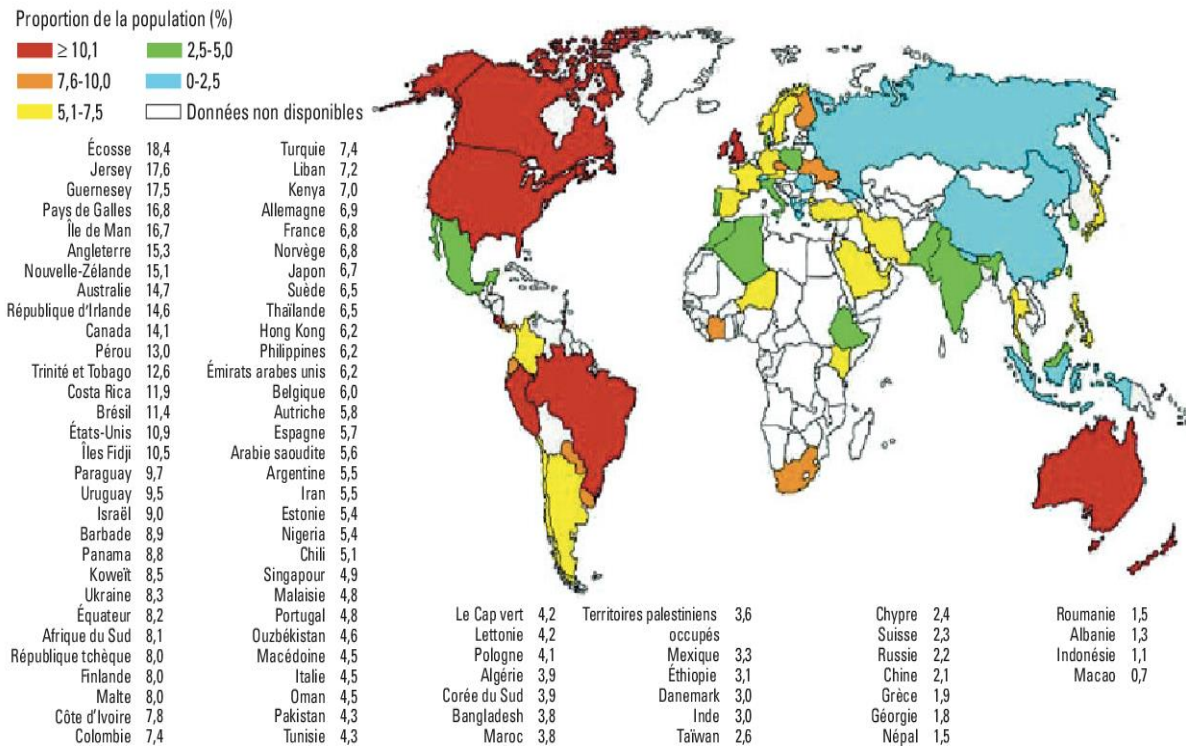 Proportion de la population (%)
≥ 10,1
2,5-5,0
7,6-10,0
0-2,5
5,1-7,5
Données non disponibles
Écosse 18,4
Jersey 17,6
Guernesey 17,5
Pays de Galles 16,8
Île de Man 16,7
Angleterre 15,3
Nouvelle-Zélande 15,1
Australie 14,7
République d'Irlande 14,6
Canada 14,1
Pérou 13,0
Trinité et Tobago 12,6
Costa Rica 11,9
Brésil 11,4
États-Unis 10,9
Îles Fidji 10,5
Paraguay 9,7
Uruguay 9,5
Israël 9,0
Barbade 8,9
Panama 8,8
Koweït 8,5
Ukraine 8,3
Équateur 8,2
Afrique du Sud 8,1
République tchèque 8,0
Finlande 8,0
Malte 8,0
Côte d'Ivoire 7,8
Colombie 7,4
Turquie 7,4
Liban 7,2
Kenya 7,0
Allemagne 6,9
France 6,8
Norvège 6,8
Japon 6,7
Suède 6,5
Thaïlande 6,5
Hong Kong 6,2
Philippines 6,2
Émirats arabes unis 6,2
Belgique 6,0
Autriche 5,8
Espagne 5,7
Arabie saoudite 5,6
Argentine 5,5
Iran 5,5
Estonie 5,4
Nigeria 5,4
Chili 5,1
Singapour 4,9
Malaisie 4,8
Portugal 4,8
Ouzbékistan 4,6
Macédoine 4,5
Italie 4,5
Oman 4,5
Pakistan 4,3
Tunisie 4,3
Le Cap vert 4,2
Lettonie 4,2
Pologne 4,1
Algérie 3,9
Corée du Sud 3,9
Bangladesh 3,8
Maroc 3,8
Territoires palestiniens 3,6
occupés
Mexique 3,3
Éthiopie 3,1
Danemark 3,0
Inde 3,0
Taïwan 2,6
Chypre 2,4
Suisse 2,3
Russie 2,2
Chine 2,1
Grèce 1,9
Géorgie 1,8
Népal 1,5
Roumanie 1,5
Albanie 1,3
Indonésie 1,1
Macao 0,7